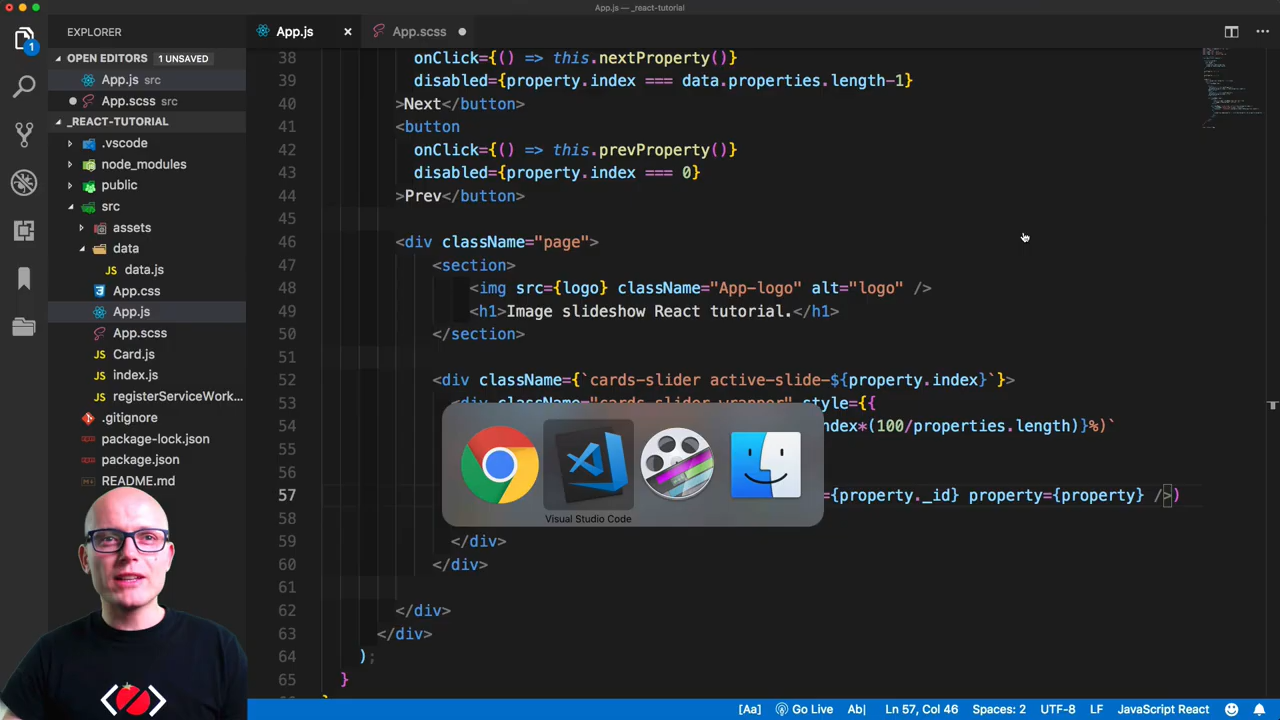 App.js — _react-tutorial
EXPLORER
App.js
App.scss
OPEN EDITORS 1 UNSAVED
App.js src
App.scss src
_REACT-TUTORIAL
.vscode
node_modules
public
src
assets
data
data.js
App.css
App.js
App.scss
Card.js
index.js
registerServiceWork...
.gitignore
package-lock.json
package.json
README.md
1
38 onClick={() => this.nextProperty()}
39 disabled={property.index === data.properties.length-1}
40 >Next</button>
41 <button
42 onClick={() => this.prevProperty()}
43 disabled={property.index === 0}
44 >Prev</button>
45
46 <div className="page">
47 <section>
48 <img src={logo} className="App-logo" alt="logo" />
49 <h1>Image slideshow React tutorial.</h1>
50 </section>
51
52 <div className={`cards-slider active-slide-${property.index}`}>
53 <div className="cards-slider-wrapper" style={{
54 ndex*(100/properties.length)}%)`
55
56
57 ={property._id} property={property} />)
58
59 </div>
60 </div>
61
62 </div>
63 </div>
64 );
65 }
Visual Studio Code
[Aa] Go Live Ab| Ln 57, Col 46 Spaces: 2 UTF-8 LF JavaScript React